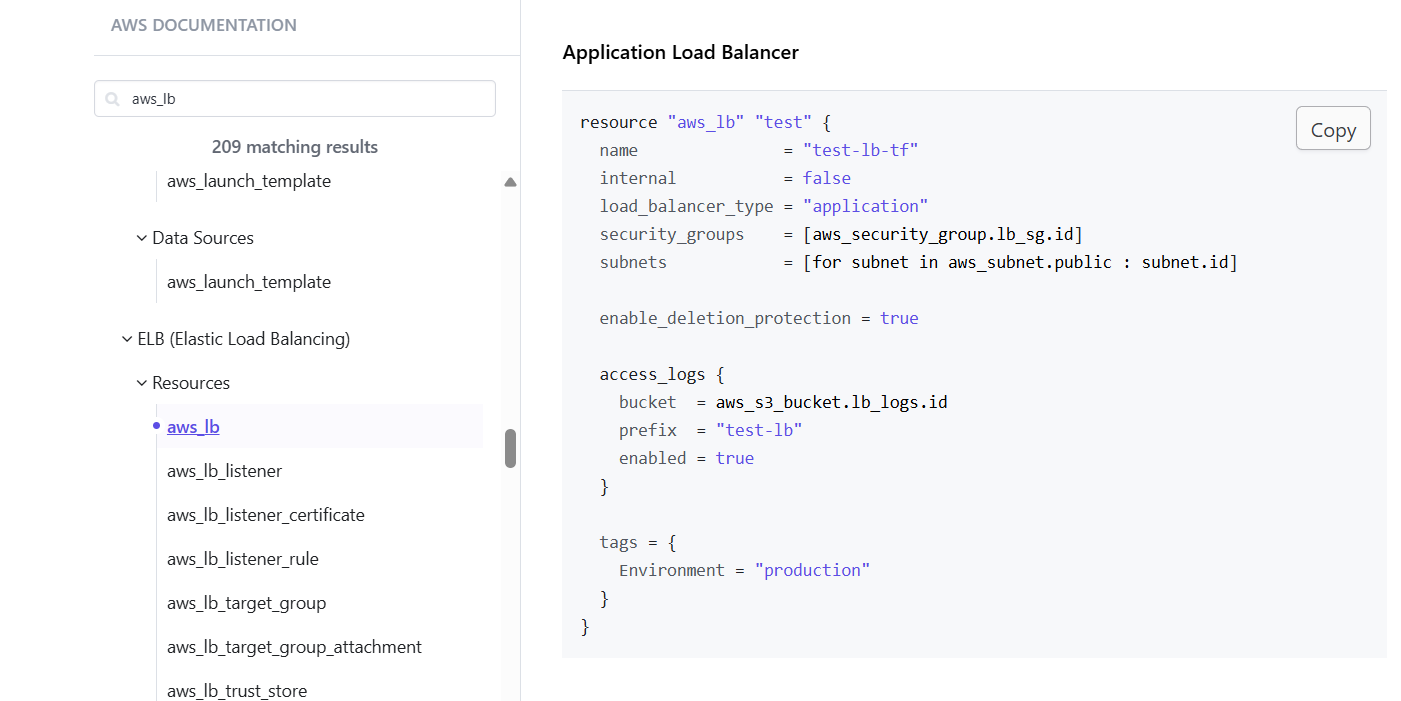 AWS DOCUMENTATION
aws_lb
209 matching results
aws_launch_template
Data Sources
aws_launch_template
ELB (Elastic Load Balancing)
Resources
aws_lb
aws_lb_listener
aws_lb_listener_certificate
aws_lb_listener_rule
aws_lb_target_group
aws_lb_target_group_attachment
aws_lb_trust_store
Application Load Balancer
Copy
resource "aws_lb" "test" {
  name               = "test-lb-tf"
  internal           = false
  load_balancer_type = "application"
  security_groups    = [aws_security_group.lb_sg.id]
  subnets            = [for subnet in aws_subnet.public : subnet.id]

  enable_deletion_protection = true

  access_logs {
    bucket  = aws_s3_bucket.lb_logs.id
    prefix  = "test-lb"
    enabled = true
  }

  tags = {
    Environment = "production"
  }
}